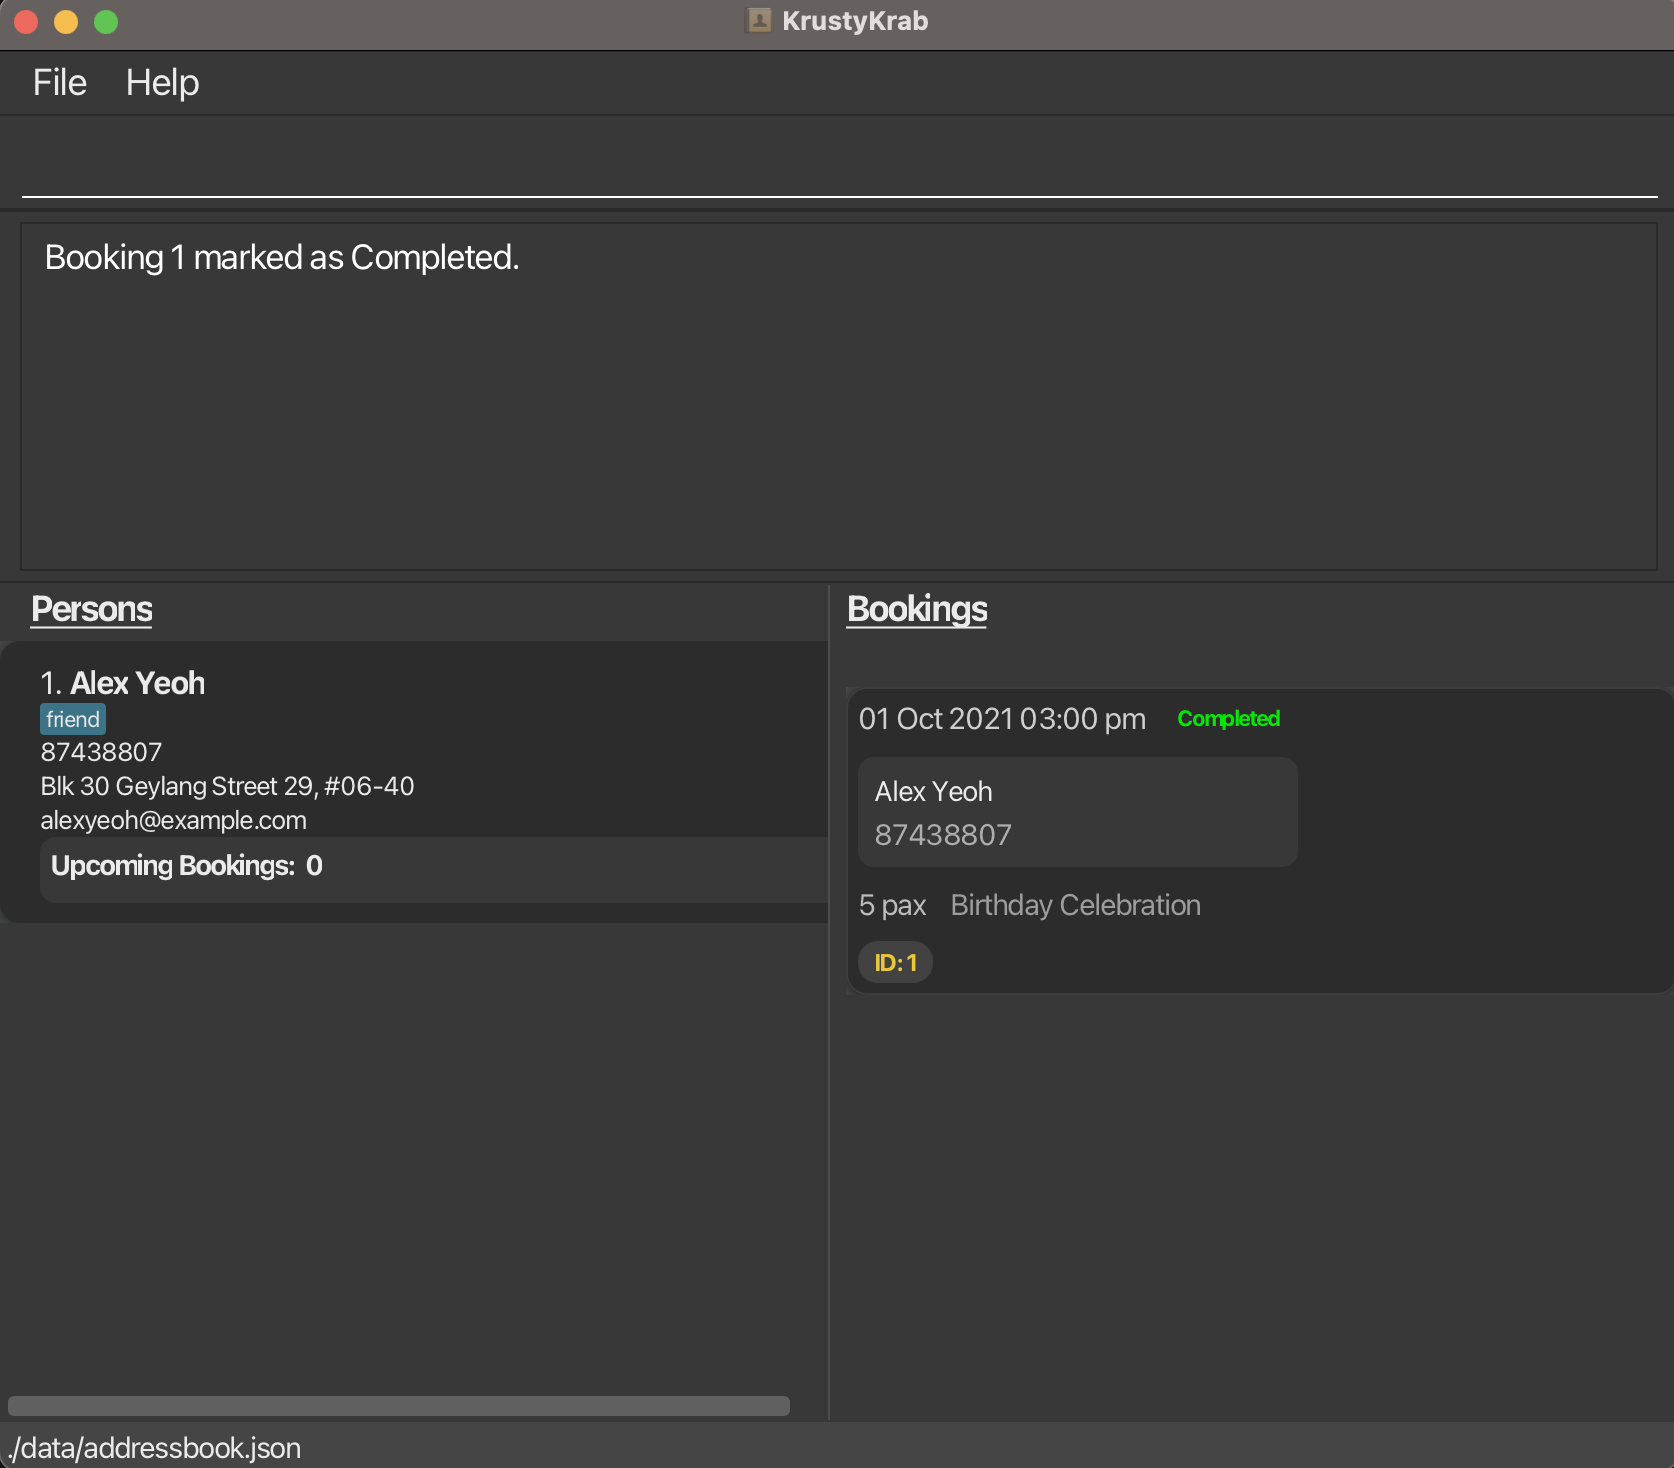 KrustyKrab
File Help
Booking 1 marked as Completed.
Persons
1. Alex Yeoh
friend
87438807
Blk 30 Geylang Street 29, #06-40
alexyeoh@example.com
Upcoming Bookings: 0
Bookings
01 Oct 2021 03:00 pm Completed
Alex Yeoh
87438807
5 pax Birthday Celebration
ID: 1
./data/addressbook.json